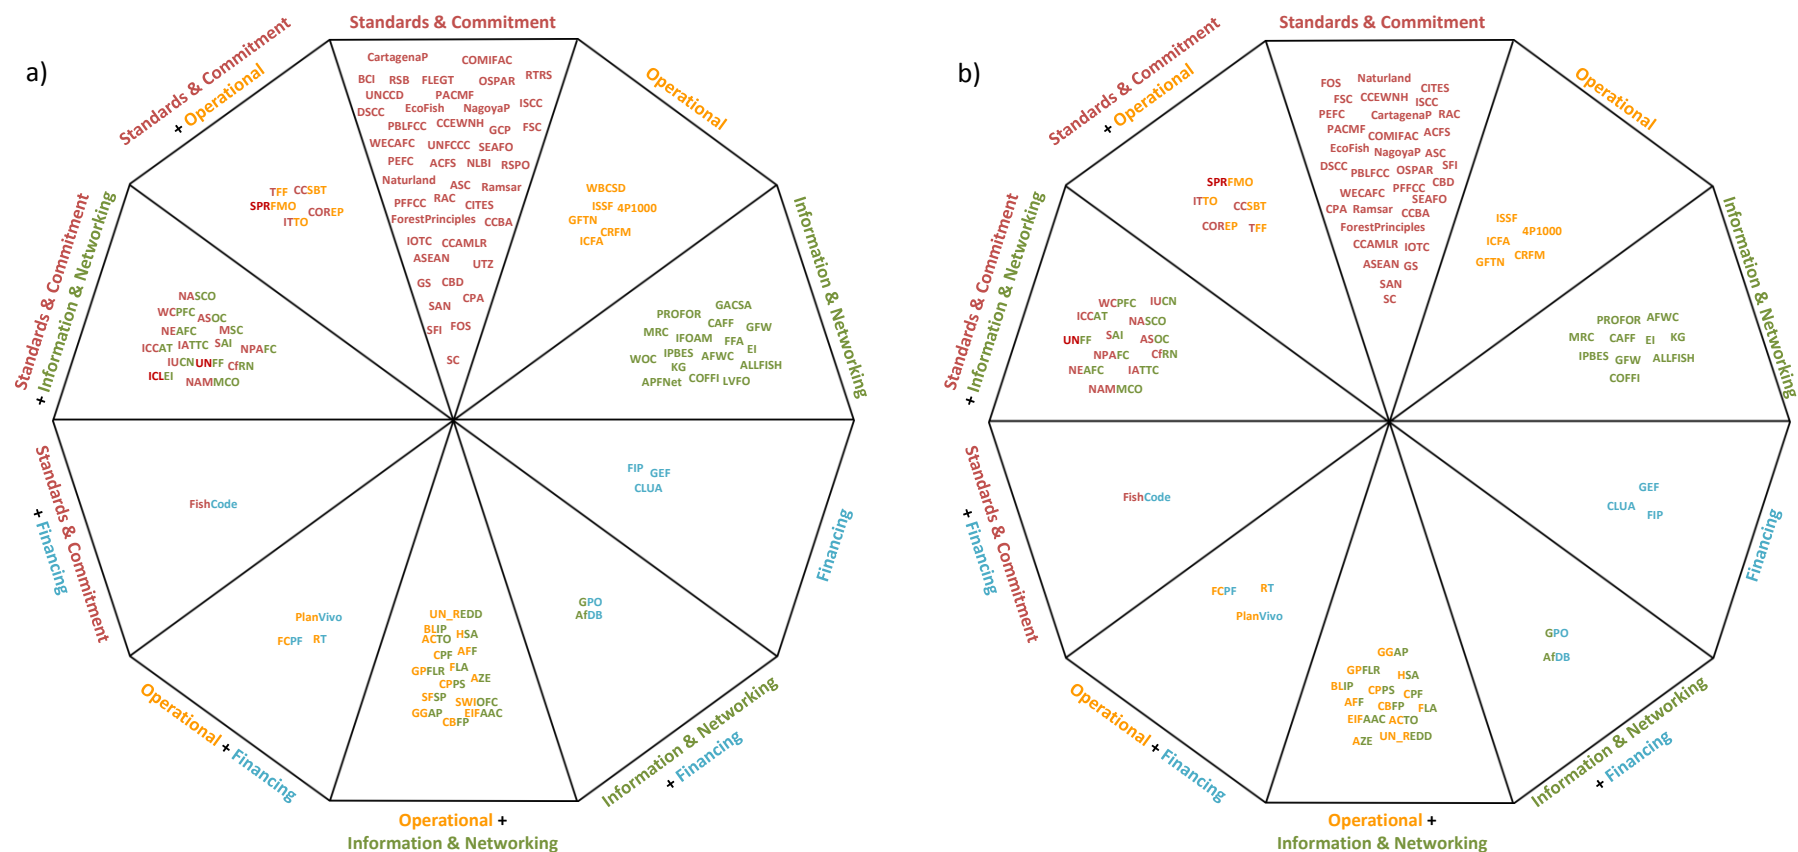 a)
Standards & Commitment
Standards & Commitment
+ Operational
Operational
Standards & Commitment
+ Information & Networking
Information & Networking
CartagenaP COMIFAC
BCI RSB FLEGT OSPAR RTRS
UNCCD PACMF
DSCC EcoFish NagoyaP ISCC
PBLFCC CCEWNH GCP FSC
WECAFC UNFCCC SEAFO
PEFC ACFS NLBI RSPO
Naturland ASC Ramsar
PFFCC RAC CITES
ForestPrinciples CCBA
IOTC CCAMLR
ASEAN UTZ
GS CBD
SAN CPA
SFI FOS
SC
TFF CCSBT
SPRFMO COREP
ITTO
WBCSD
ISSF 4P1000
GFTN
CRFM
ICFA
NASCO
WCPFC ASOC
NEAFC MSC
ICCAT IATTC SAI NPAFC
IUCN UNFF CfRN
ICLEI NAMMCO
GACSA
PROFOR CAFF GFW
MRC IFOAM FFA
WOC IPBES AFWC EI
KG ALLFISH
APFNet COFFI LVFO
FishCode
FIP GEF
CLUA
Standards & Commitment
+ Financing
Financing
PlanVivo
FCPF RT
UN_REDD
BLIP HSA
ACTO
CPF AFF
GPFLR FLA
CPPS AZE
SFSP SWIOFC
GGAP EIFAAC
CBFP
GPO
AfDB
Operational + Financing
Information & Networking
+ Financing
Operational +
Information & Networking
b)
Standards & Commitment
Standards & Commitment
+ Operational
Operational
Standards & Commitment
+ Information & Networking
Information & Networking
FOS Naturland CITES
FSC CCEWNH ISCC
PEFC CartagenaP RAC
PACMF COMIFAC ACFS
EcoFish NagoyaP ASC
DSCC PBLFCC OSPAR SFI
PFFCC CBD
WECAFC SEAFO
CPA Ramsar CCBA
ForestPrinciples
CCAMLR IOTC
ASEAN GS
SAN
SC
SPRFMO
ITTO CCSBT
COREP TFF
ISSF
4P1000
ICFA
CRFM
GFTN
WCPFC IUCN
ICCAT NASCO
UNFF SAI ASOC
NPAFC CfRN
NEAFC IATTC
NAMMCO
PROFOR AFWC
MRC CAFF EI KG
IPBES GFW ALLFISH
COFFI
FishCode
GEF
CLUA
FIP
Standards & Commitment
+ Financing
Financing
FCPF RT
PlanVivo
GGAP
GPFLR HSA
BLIP CPPS CPF
AFF CBFP FLA
EIFAAC ACTO
AZE UN_REDD
GPO
AfDB
Operational + Financing
Information & Networking
+ Financing
Operational +
Information & Networking